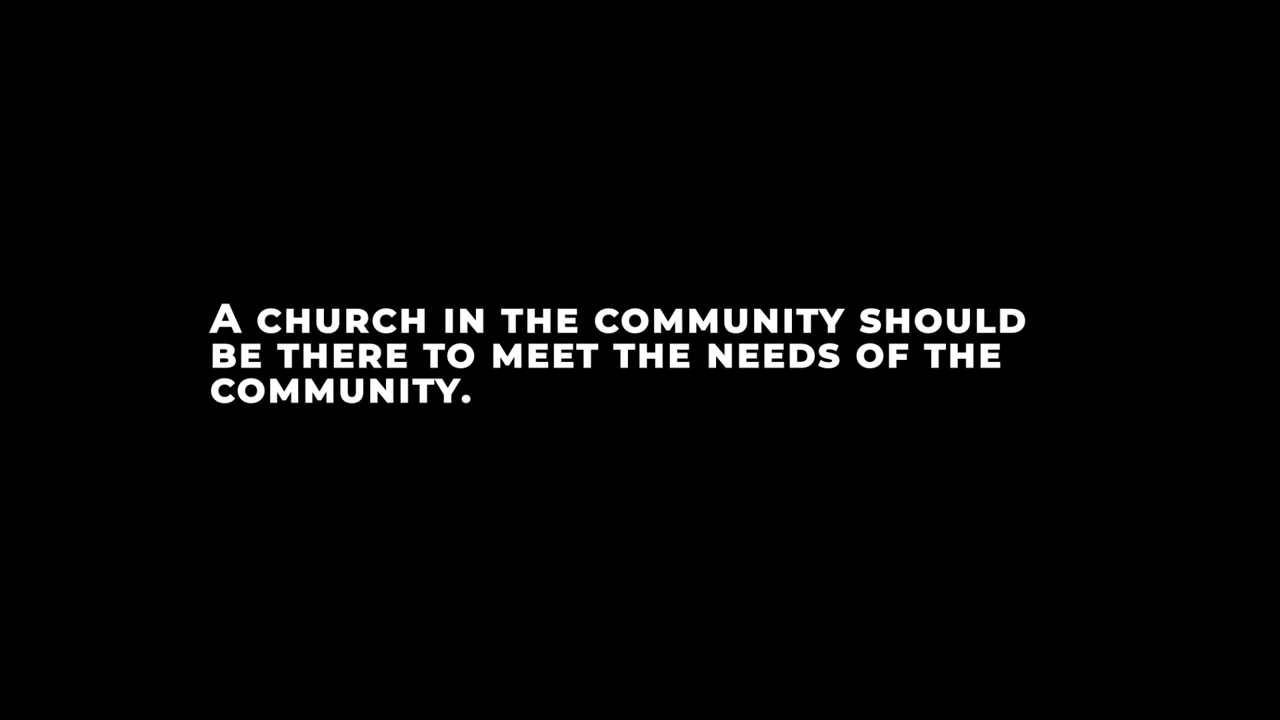 A CHURCH IN THE COMMUNITY SHOULD
BE THERE TO MEET THE NEEDS OF THE
COMMUNITY.